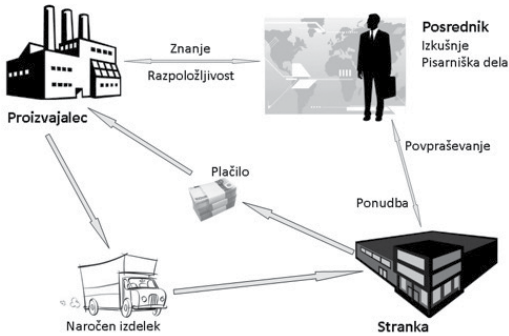 Znanje
Razpoložljivost
Posrednik
Izkušnje
Pisarniška dela
Proizvajalec
Povpraševanje
Plačilo
Ponudba
Naročen izdelek
Stranka